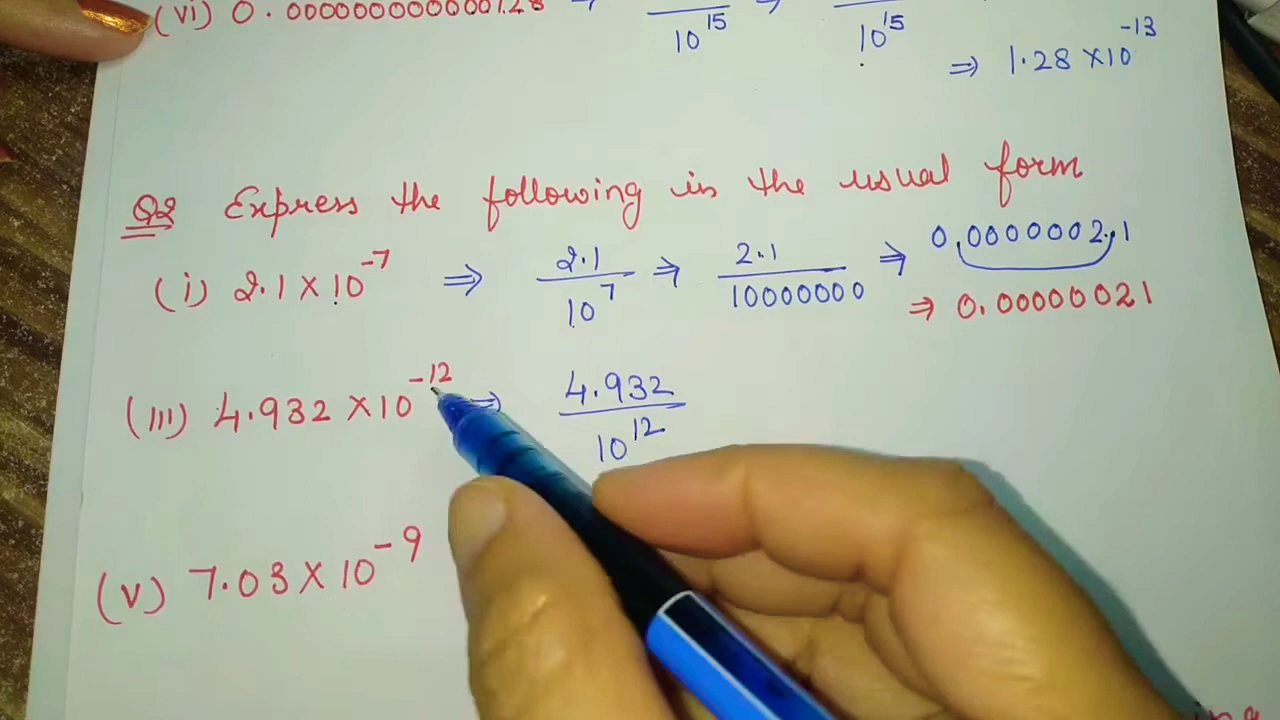 (vi) 0.000000000000128 ⇒ /10^15 ⇒ /10^15
⇒ 1.28 ×10^-13
Q2 Express the following in the usual form
(i) 2.1 × 10^-7 ⇒ 2.1/10^7 ⇒ 2.1/10000000 ⇒ 0.0000002.1
⇒ 0.00000021
(iii) 4.932 × 10^-12 ⇒ 4.932/10^12
(v) 7.03 × 10^-9